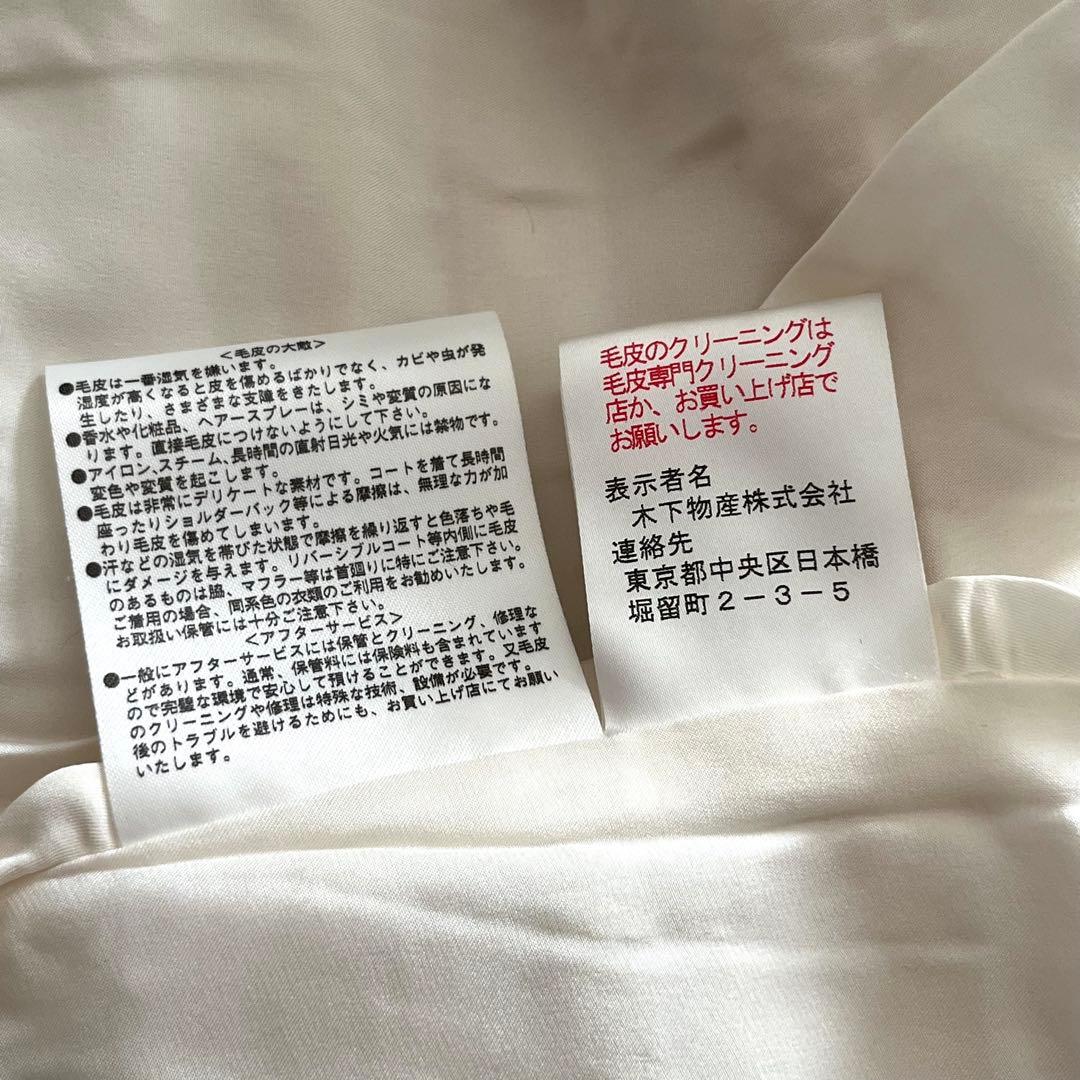 <毛皮の大敵>
●毛皮は一番湿気を嫌います。
湿度が高くなると皮を傷めるばかりでなく、カビや虫が発
生したり、さまざまな支障をきたします。
●香水や化粧品、ヘアースプレーは、シミや変質の原因にな
ります。直接毛皮につけないようにして下さい。
●アイロン、スチーム、長時間の直射日光や火気には禁物です。
変色や変質を起こします。
●毛皮は非常にデリケートな素材です。コートを着て長時間
座ったりショルダーバック等による摩擦は、無理な力が加
わり毛皮を傷めてしまいます。
●汗などの湿気を帯びた状態で摩擦を繰り返すと色落ちや毛
にダメージを与えます。リバーシブルコート等内側に毛皮
のあるものは脇、マフラー等は首廻りに特にご注意下さい。
ご着用の場合、同系色の衣類のご利用をお勧めいたします。
お取扱い保管には十分ご注意下さい。
<アフターサービス>
●一般にアフターサービスには保管とクリーニング、修理な
どがあります。通常、保管料には保険料も含まれています
ので完璧な環境で安心して預けることができます。又毛皮
のクリーニングや修理は特殊な技術、設備が必要です。
後のトラブルを避けるためにも、お買い上げ店にてお願い
いたします。
毛皮のクリーニングは
毛皮専門クリーニング
店か、お買い上げ店で
お願いします。
表示者名
木下物産株式会社
連絡先
東京都中央区日本橋
堀留町2-3-5